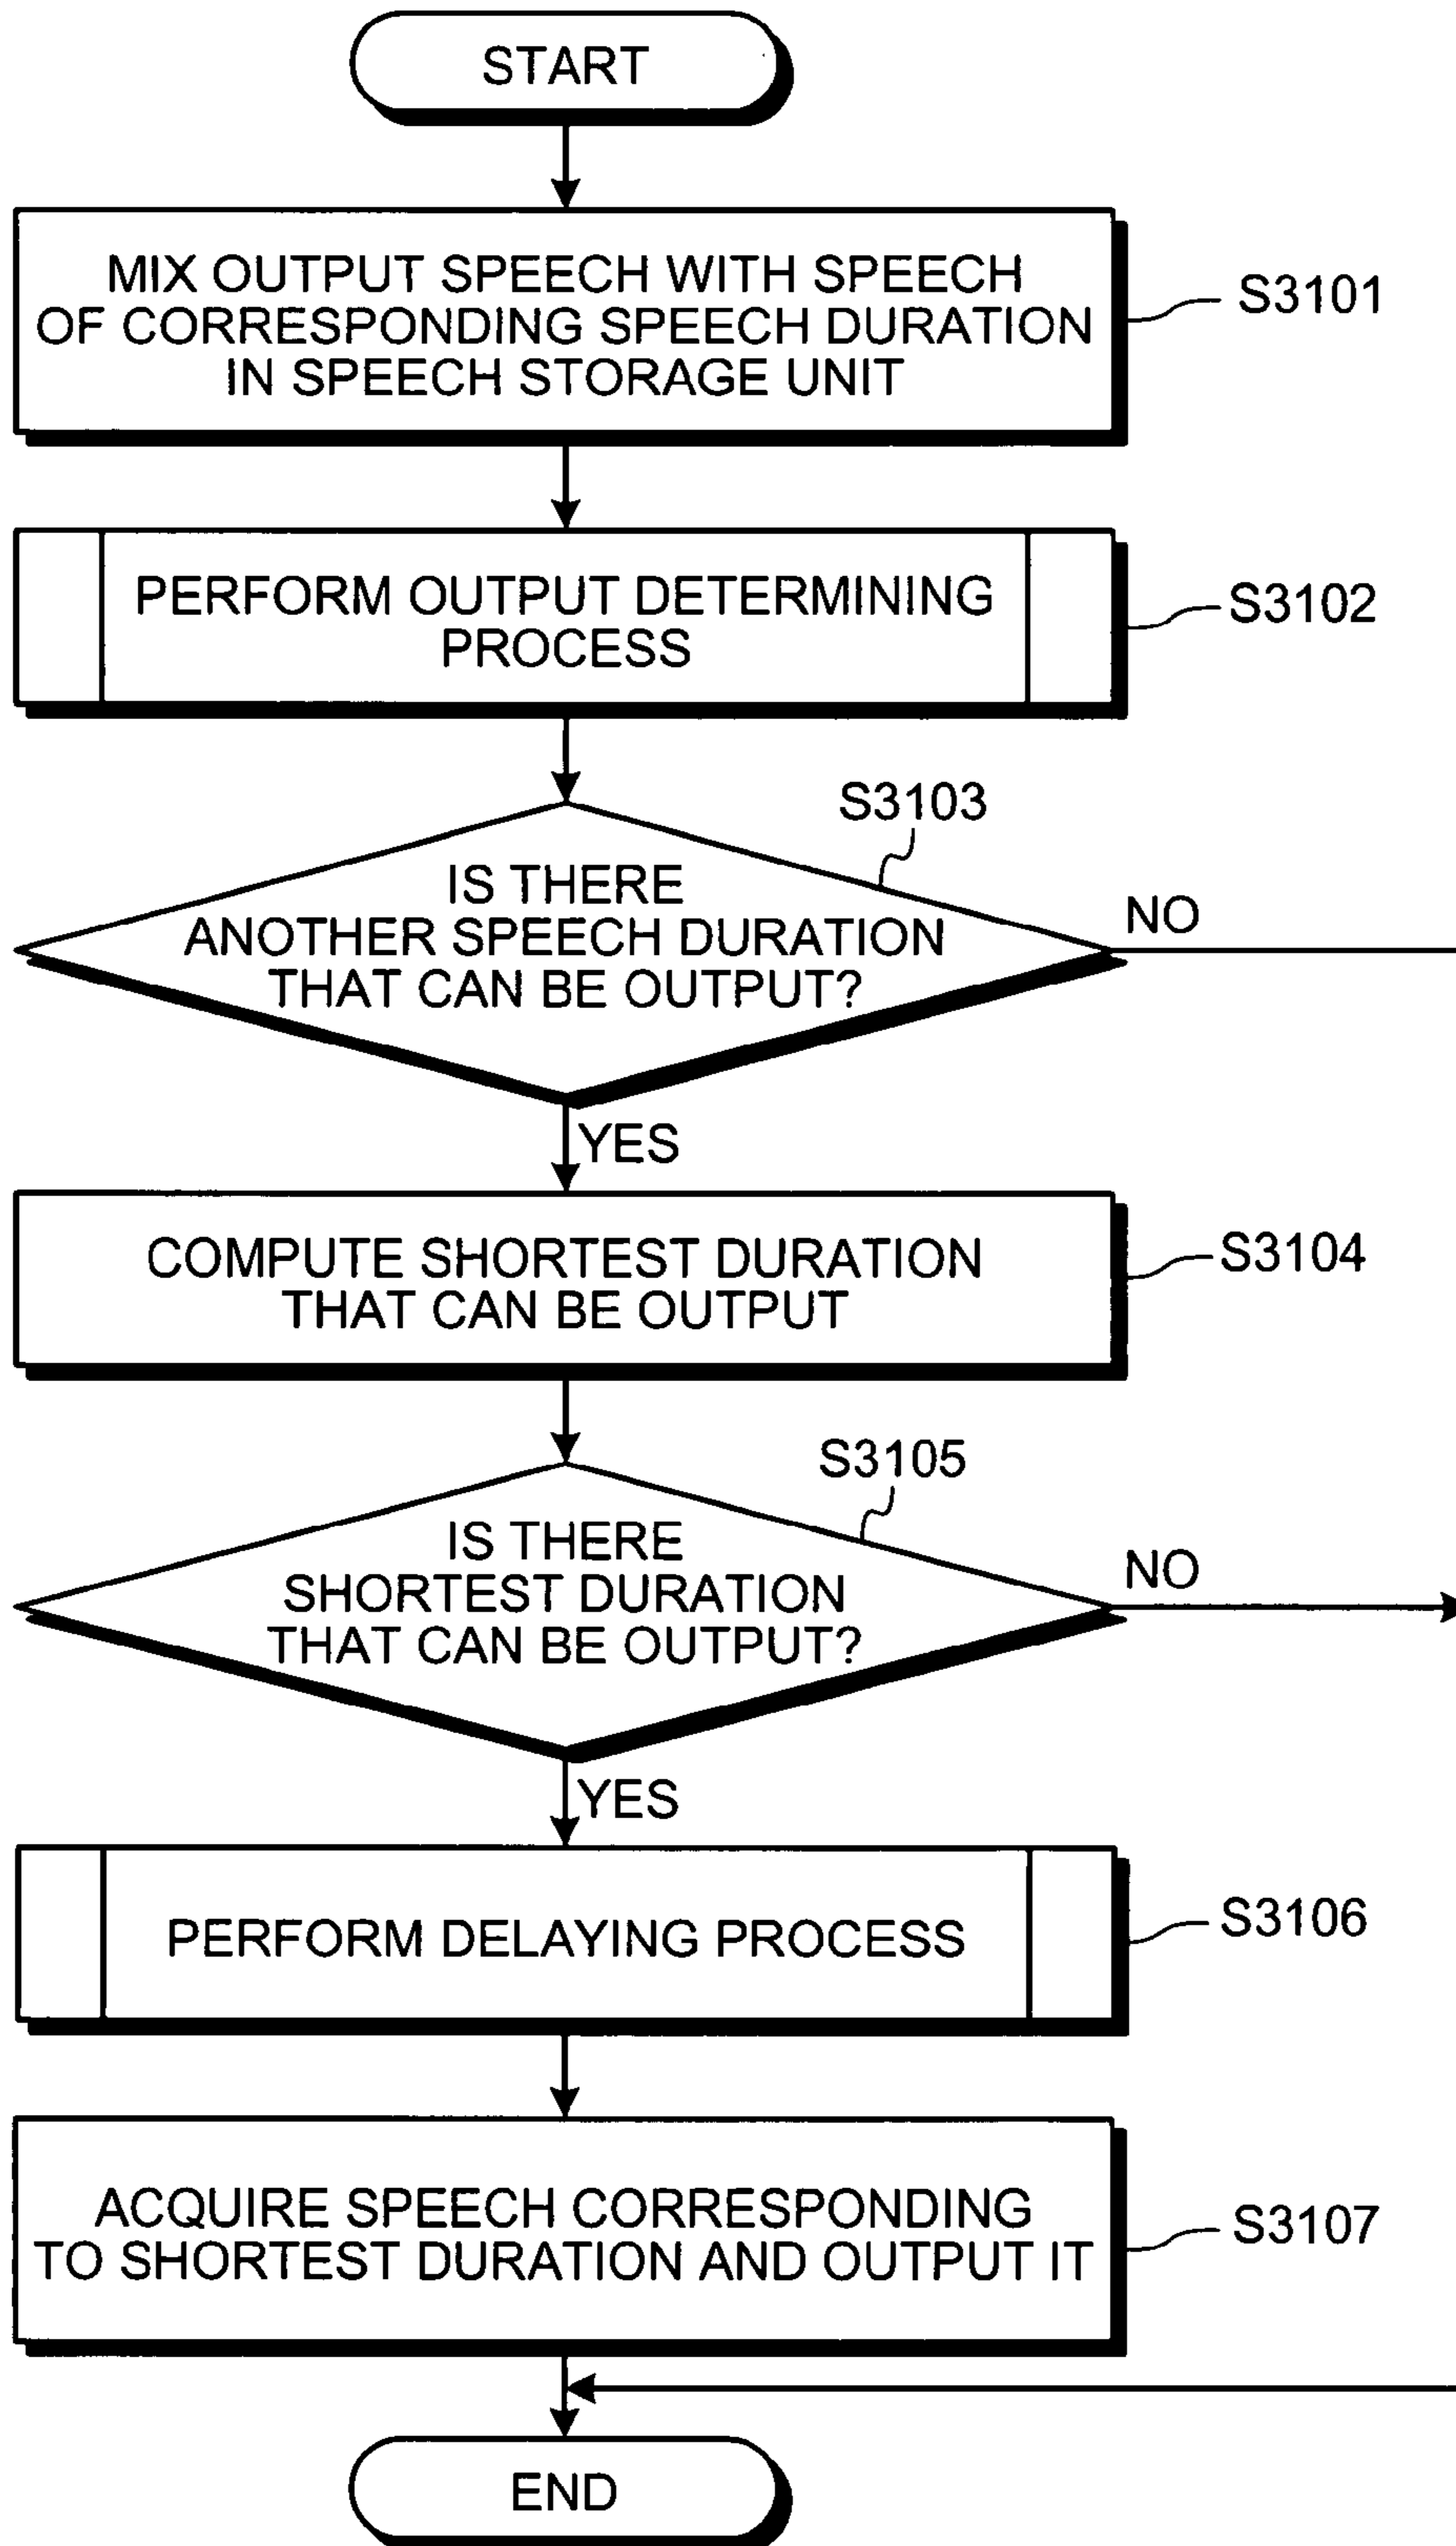 START
MIX OUTPUT SPEECH WITH SPEECH
OF CORRESPONDING SPEECH DURATION
IN SPEECH STORAGE UNIT
S3101
PERFORM OUTPUT DETERMINING
PROCESS
S3102
S3103
IS THERE
ANOTHER SPEECH DURATION
THAT CAN BE OUTPUT?
NO
YES
COMPUTE SHORTEST DURATION
THAT CAN BE OUTPUT
S3104
S3105
IS THERE
SHORTEST DURATION
THAT CAN BE OUTPUT?
NO
YES
PERFORM DELAYING PROCESS
S3106
ACQUIRE SPEECH CORRESPONDING
TO SHORTEST DURATION AND OUTPUT IT
S3107
END